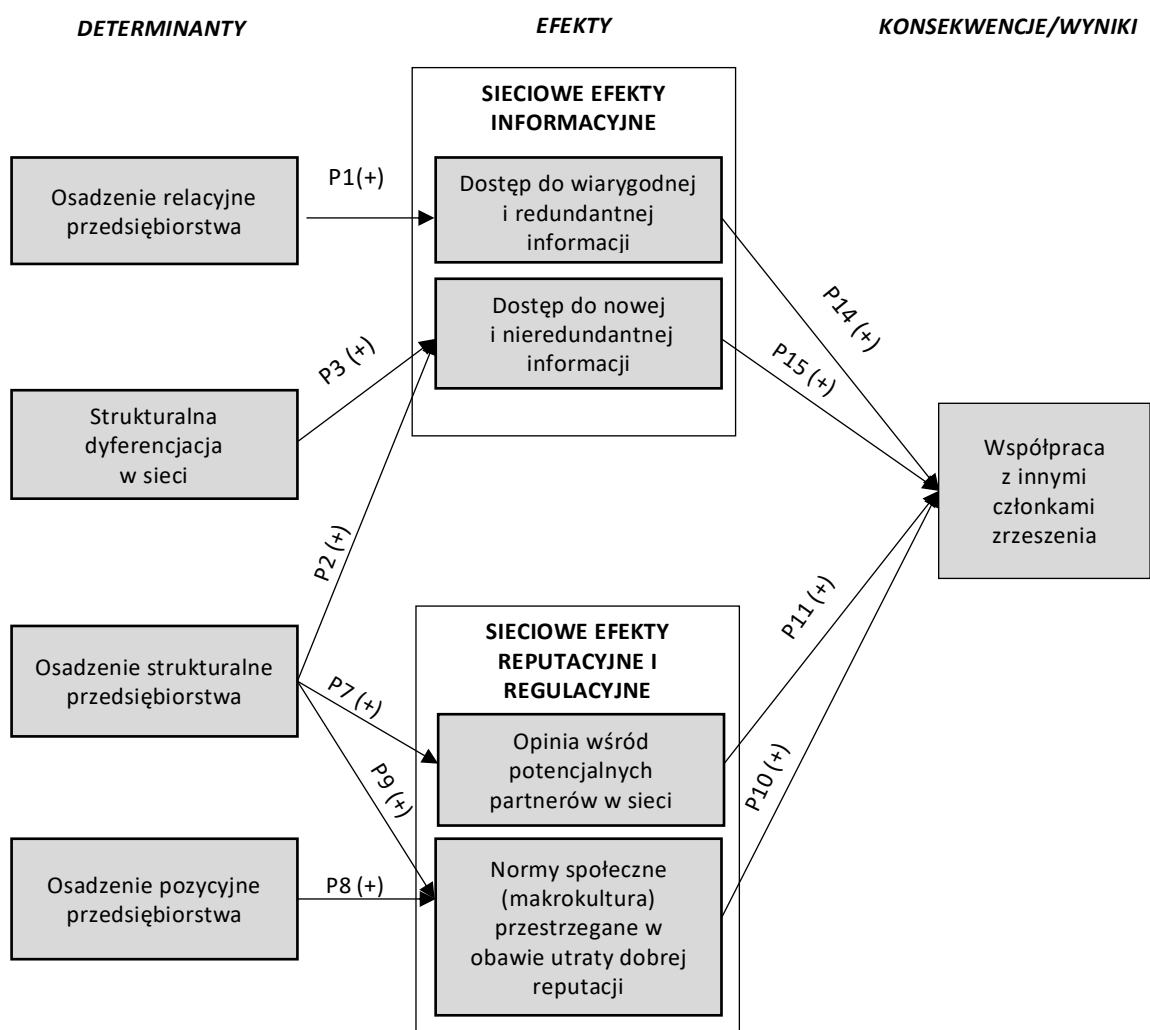 DETERMINANTY
EFEKTY
KONSEKWENCJE/WYNIKI
SIECIOWE EFEKTY
INFORMACYJNE
Osadzenie relacyjne
przedsiębiorstwa
P1(+)
Dostęp do wiarygodnej
i redundantnej
informacji
Dostęp do nowej
i nieredundantnej
informacji
P14 (+)
P15 (+)
P3 (+)
Strukturalna
dyferencjacja
w sieci
Współpraca
z innymi
członkami
zrzeszenia
P2 (+)
SIECIOWE EFEKTY
REPUTACYJNE I
REGULACYJNE
P11 (+)
Osadzenie strukturalne
przedsiębiorstwa
P7 (+)
Opinia wśród
potencjalnych
partnerów w sieci
P9 (+)
P10 (+)
Osadzenie pozycyjne
przedsiębiorstwa
P8 (+)
Normy społeczne
(makrokultura)
przestrzegane w
obawie utraty dobrej
reputacji